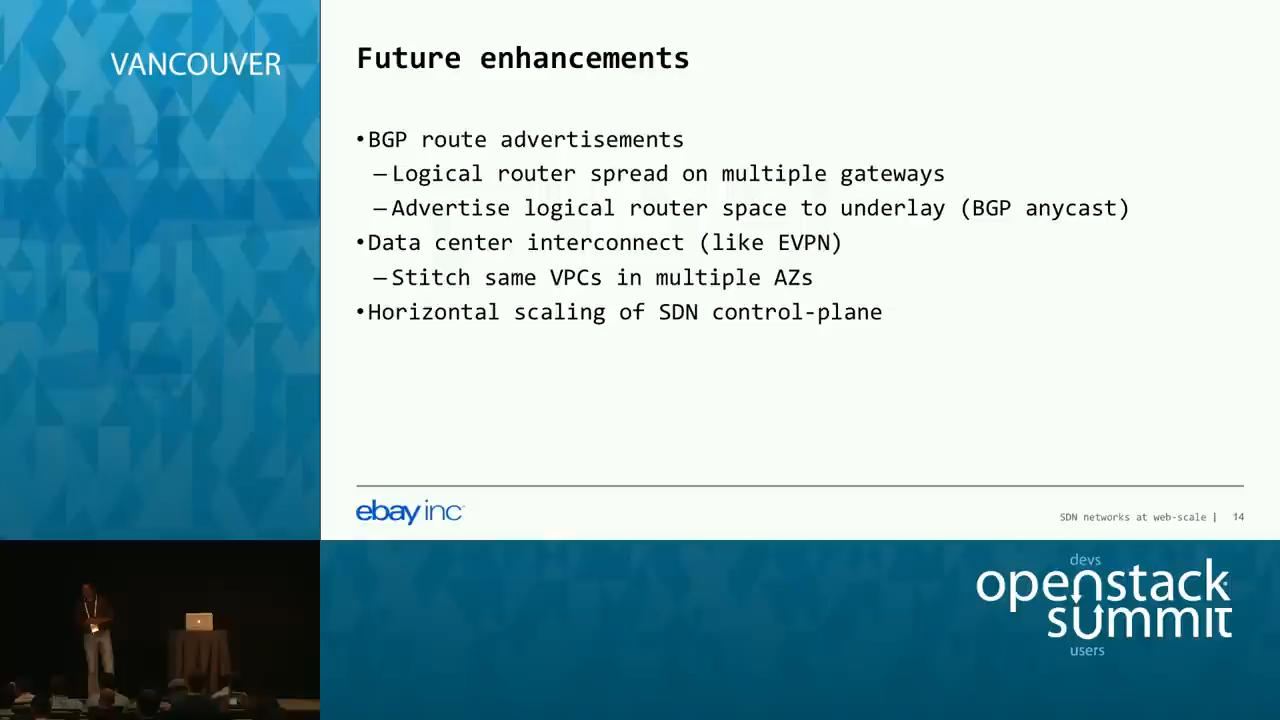 VANCOUVER
Future enhancements
•BGP route advertisements
–Logical router spread on multiple gateways
–Advertise logical router space to underlay (BGP anycast)
•Data center interconnect (like EVPN)
–Stitch same VPCs in multiple AZs
•Horizontal scaling of SDN control-plane
ebay inc
SDN networks at web-scale | 14
devs
openstack
summit
users